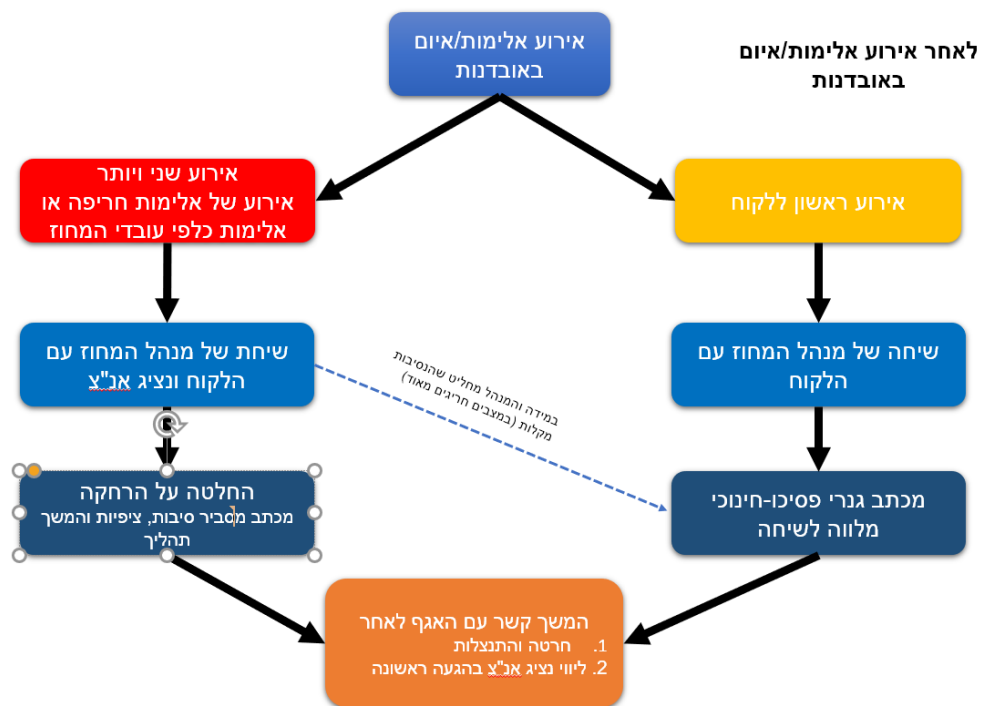 לאחר אירוע אלימות/איום
באובדנות
אירוע אלימות/איום
באובדנות
אירוע ראשון ללקוח
אירוע שני ויותר
אירוע של אלימות חריפה או
אלימות כלפי עובדי המחוז
שיחה של מנהל המחוז עם
הלקוח
שיחת של מנהל המחוז עם
הלקוח ונציג אנ"צ
במידה והמנהל מחליט שהנסיבות
מקלות (במצבים חריגים מאוד)
מכתב גנרי פסיכו-חינוכי
מלווה לשיחה
החלטה על הרחקה
מכתב מסביר סיבות, ציפיות והמשך
תהליך
המשך קשר עם האגף לאחר
1. חרטה והתנצלות
2. ליווי נציג אנ"צ בהגעה ראשונה